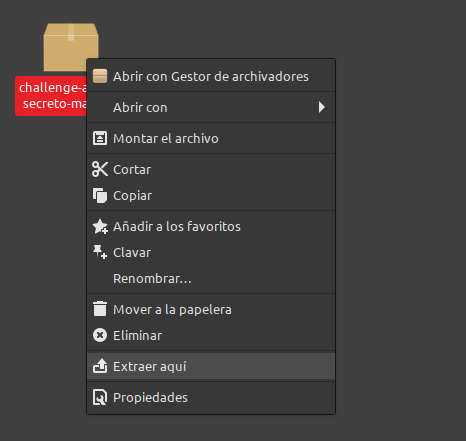 challenge-a
secreto-ma
Abrir con Gestor de archivadores
Abrir con
Montar el archivo
Cortar
Copiar
Añadir a los favoritos
Clavar
Renombrar...
Mover a la papelera
Eliminar
Extraer aquí
Propiedades